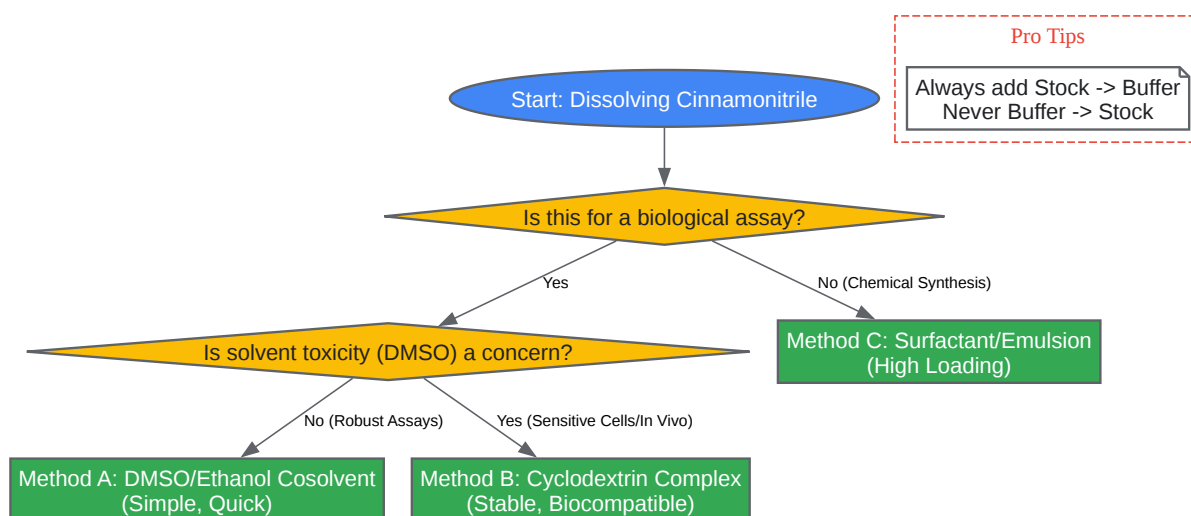 Pro Tips
Always add Stock -> Buffer
Never Buffer -> Stock
Start: Dissolving Cinnamonitrile
Is this for a biological assay?
Yes
No (Chemical Synthesis)
Is solvent toxicity (DMSO) a concern?
Method C: Surfactant/Emulsion
(High Loading)
No (Robust Assays)
Yes (Sensitive Cells/In Vivo)
Method A: DMSO/Ethanol Cosolvent
(Simple, Quick)
Method B: Cyclodextrin Complex
(Stable, Biocompatible)